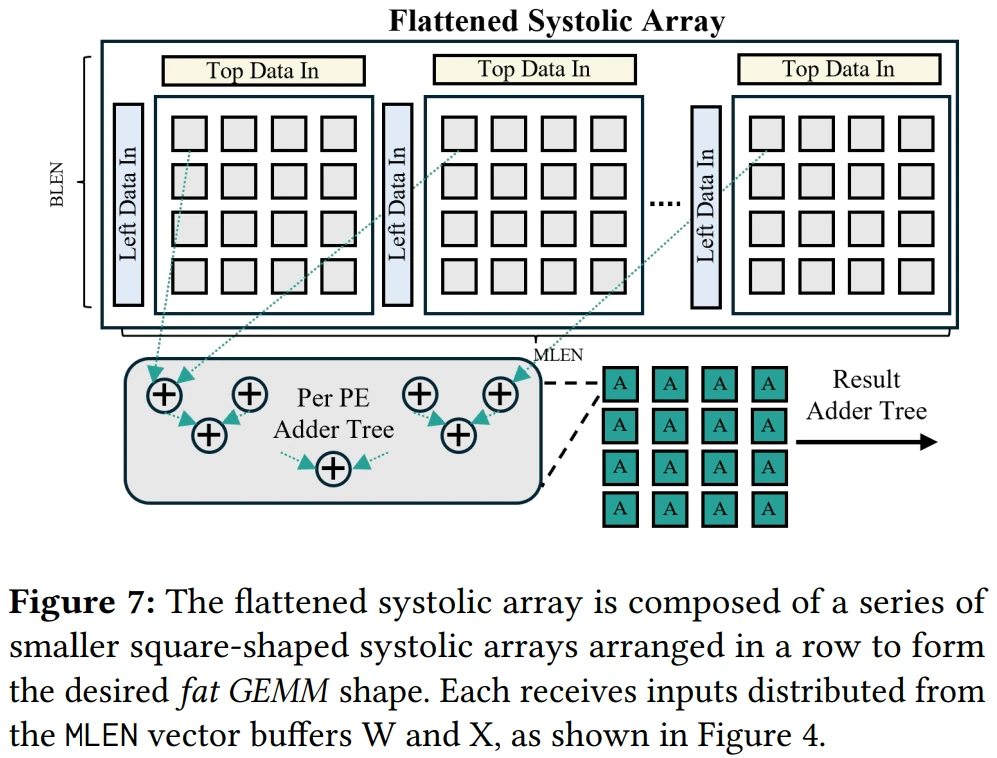 Flattened Systolic Array
Top Data In
Top Data In
Top Data In
BLEN
Left Data In
Left Data In
Left Data In
.....
MLEN
Per PE
Adder Tree
A A A A
A A A A
A A A A
A A A A
Result
Adder Tree
Figure 7: The flattened systolic array is composed of a series of
smaller square-shaped systolic arrays arranged in a row to form
the desired fat GEMM shape. Each receives inputs distributed from
the MLEN vector buffers W and X, as shown in Figure 4.